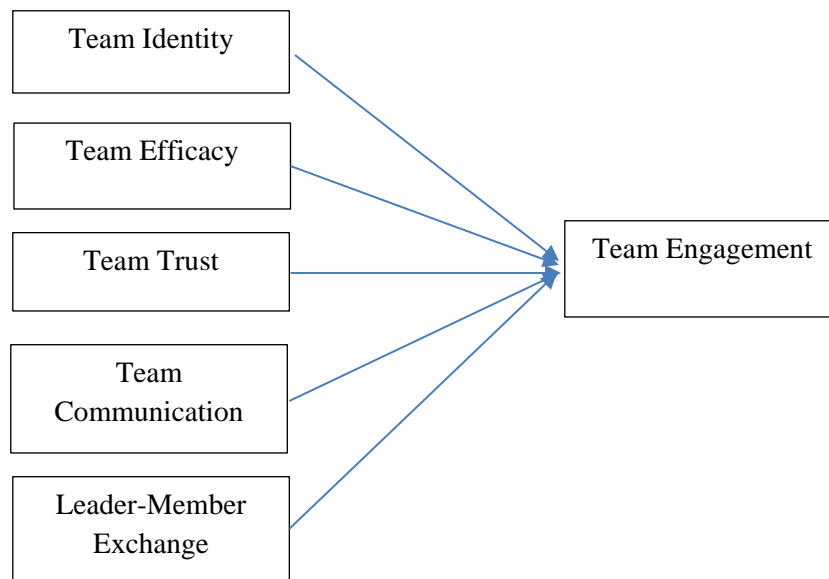 Team Identity
Team Efficacy
Team Trust
Team Engagement
Team
Communication
Leader-Member
Exchange